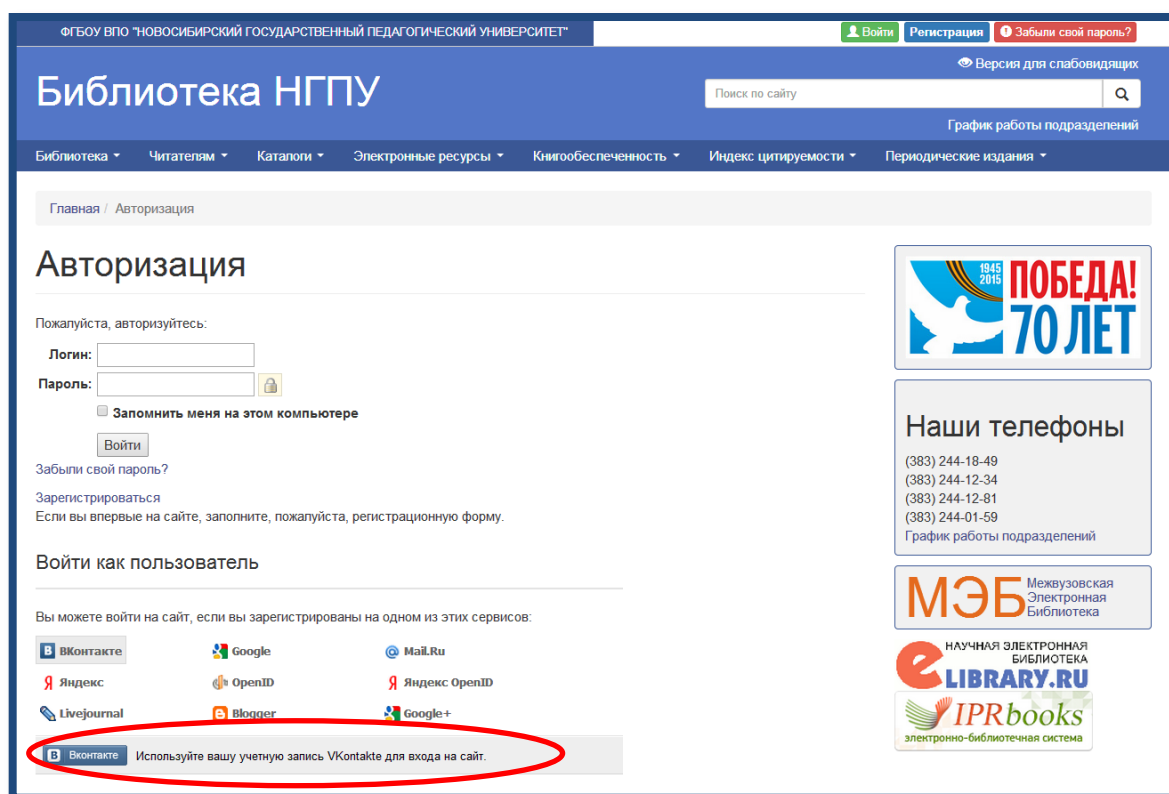 ФГБОУ ВПО "НОВОСИБИРСКИЙ ГОСУДАРСТВЕННЫЙ ПЕДАГОГИЧЕСКИЙ УНИВЕРСИТЕТ"
Войти Регистрация Забыли свой пароль?
Версия для слабовидящих
Библиотека НГПУ
Поиск по сайту
График работы подразделений
Библиотека Читателям Каталоги Электронные ресурсы Книгообеспеченность Индекс цитируемости Периодические издания
Главная / Авторизация
Авторизация
Пожалуйста, авторизуйтесь:
Логин:
Пароль:
Запомнить меня на этом компьютере
Войти
Забыли свой пароль?
Зарегистрироваться
Если вы впервые на сайте, заполните, пожалуйста, регистрационную форму.
Войти как пользователь
Вы можете войти на сайт, если вы зарегистрированы на одном из этих сервисов:
ВКонтакте Google Mail.Ru
Яндекс OpenID Яндекс OpenID
Livejournal Blogger Google+
В Вконтакте Используйте вашу учетную запись VKontakte для входа на сайт.
1945
2015
ПОБЕДА!
70 ЛЕТ
Наши телефоны
(383) 244-18-49
(383) 244-12-34
(383) 244-12-81
(383) 244-01-59
График работы подразделений
МЭБ Межвузовская
Электронная
Библиотека
НАУЧНАЯ ЭЛЕКТРОННАЯ
БИБЛИОТЕКА
eLIBRARY.RU
IPRbooks
электронно-библиотечная система